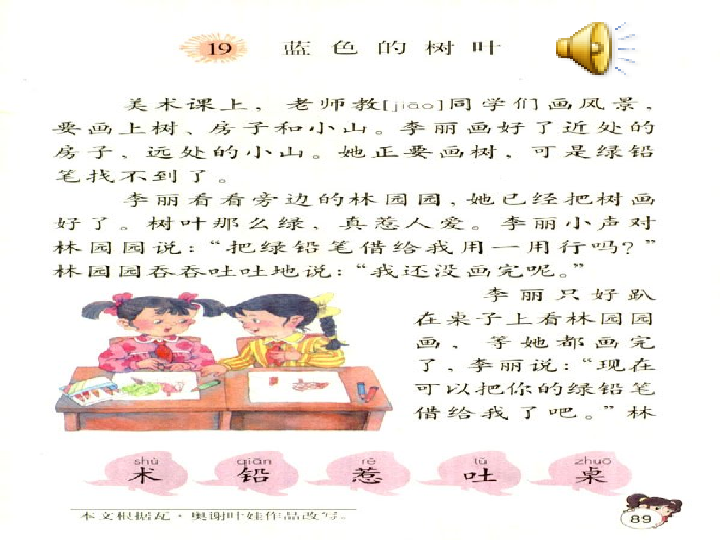 19 蓝色的树叶
美术课上，老师教[jiāo]同学们画风景，
要画上树、房子和小山。李丽画好了近处的
房子、远处的小山。她正要画树，可是绿铅
笔找不到了。
李丽看看旁边的林园园，她已经把树画
好了。树叶那么绿，真惹人爱。李丽小声对
林园园说：“把绿铅笔借给我用一用行吗？”
林园园吞吞吐吐地说：“我还没画完呢。”
李丽只好趴
在桌子上看林园园
画，等她都画完
了，李丽说：“现在
可以把你的绿铅笔
借给我了吧。”林
shù qiān rě tǔ zhuō
术 铅 惹 吐 桌
本文根据瓦·奥谢叶娃作品改写。
89